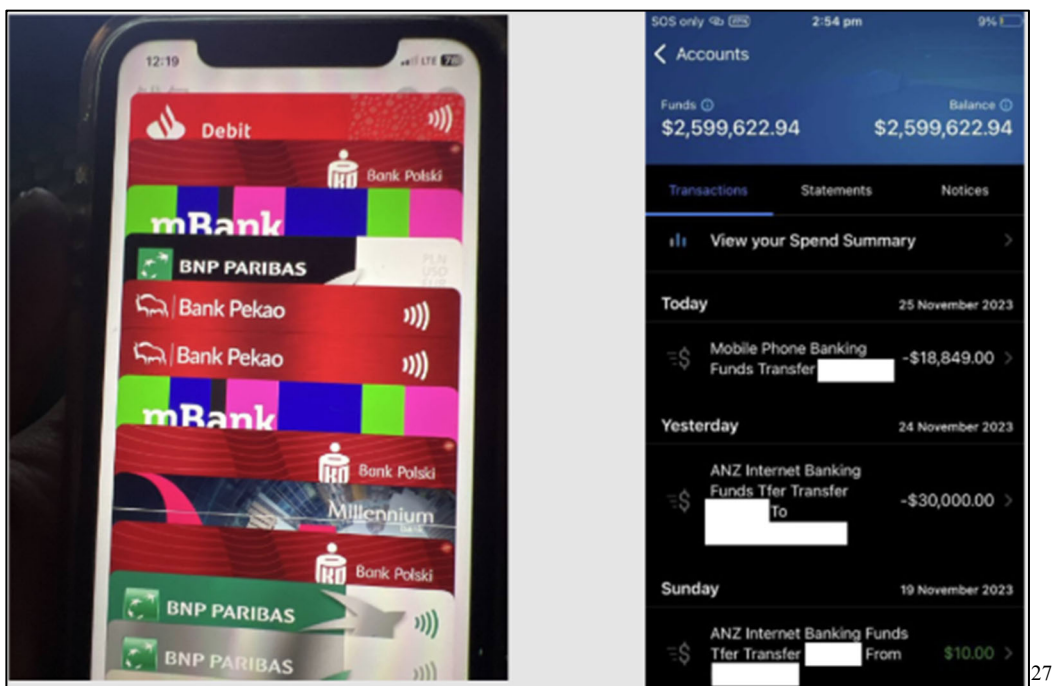 12:19
LTE
Debit
Bank Polski
mBank
BNP PARIBAS
PLN
USD
EUR
Bank Pekao
Bank Pekao
mBank
Bank Polski
Millennium
bank
Bank Polski
BNP PARIBAS
BNP PARIBAS
SOS only
2:54 pm
9%
Accounts
Funds
Balance
$2,599,622.94
$2,599,622.94
Transactions
Statements
Notices
View your Spend Summary
Today
25 November 2023
Mobile Phone Banking
Funds Transfer
-$18,849.00
Yesterday
24 November 2023
ANZ Internet Banking
Funds Tfer Transfer
To
-$30,000.00
Sunday
19 November 2023
ANZ Internet Banking Funds
Tfer Transfer From
$10.00
27